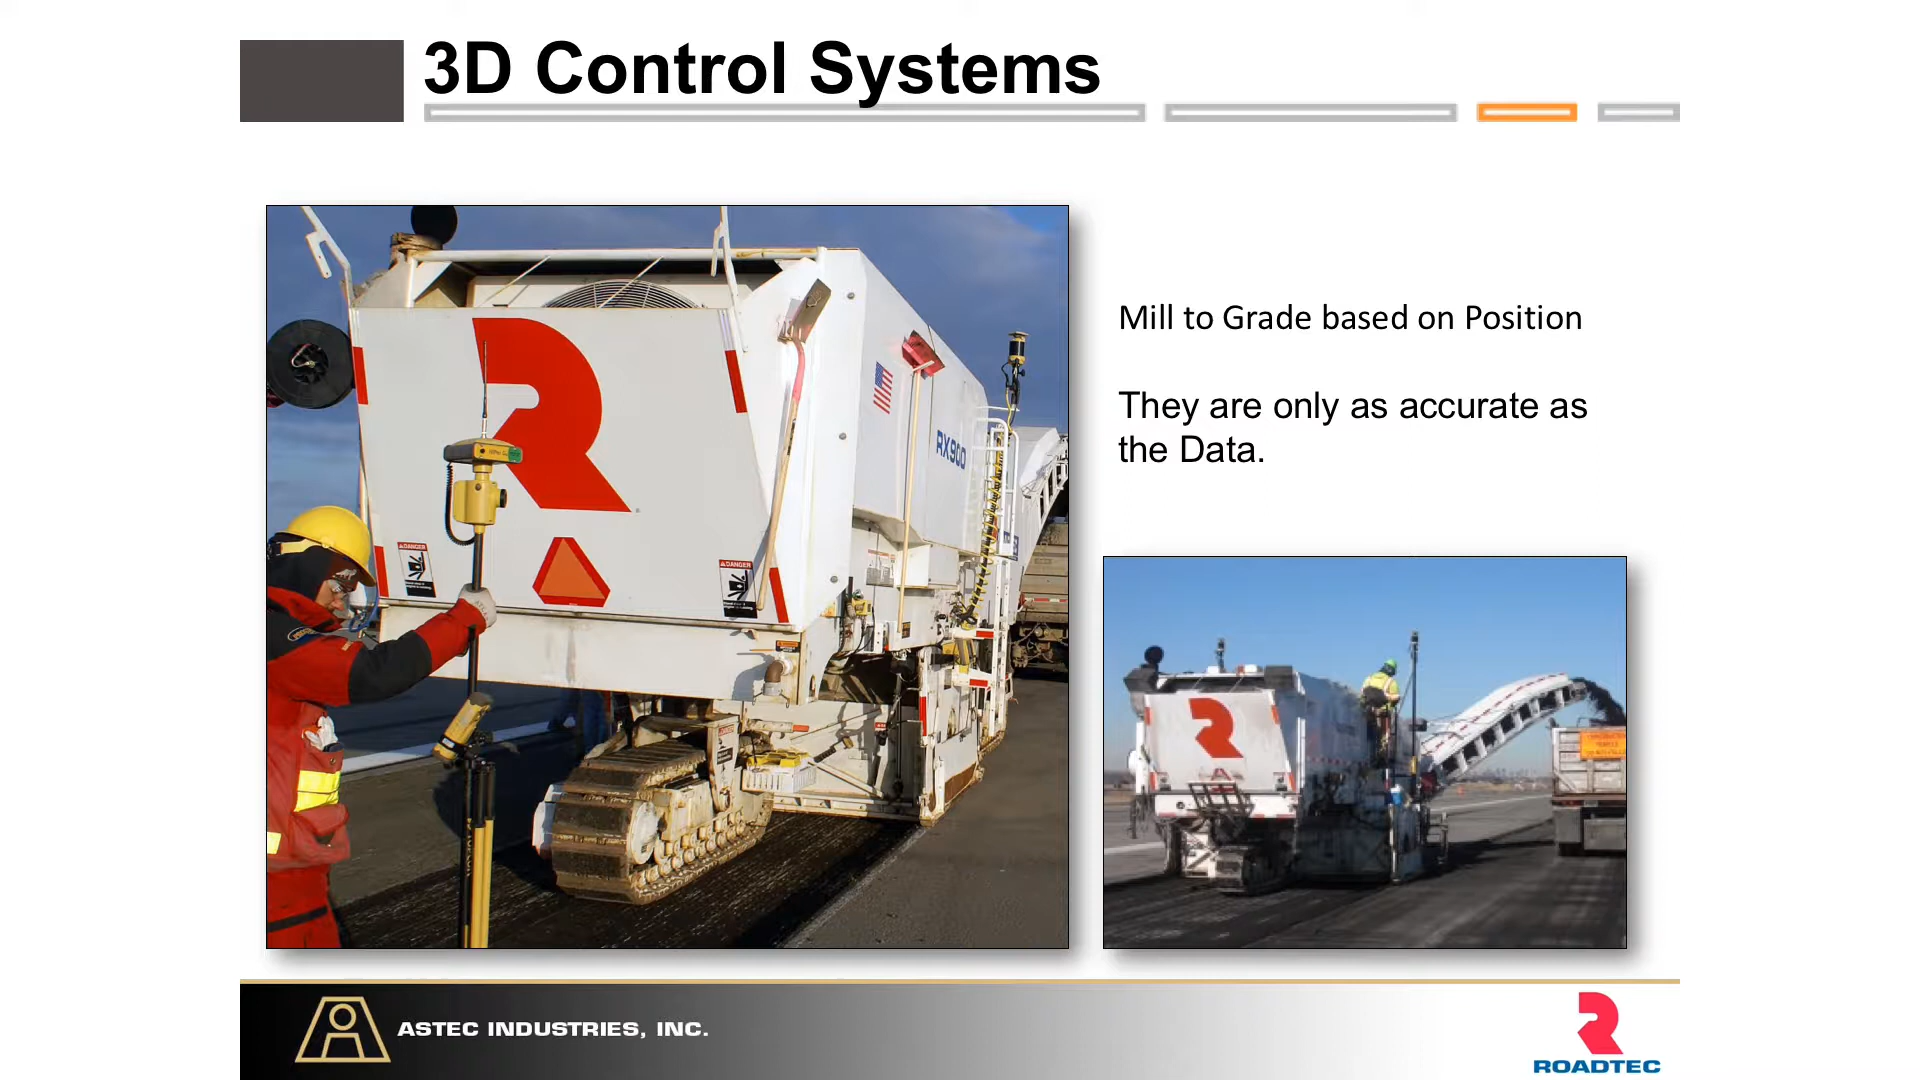 3D Control Systems
Mill to Grade based on Position
They are only as accurate as
the Data.
RX900
DANGER
DANGER
ASTEC INDUSTRIES, INC.
ROADTEC